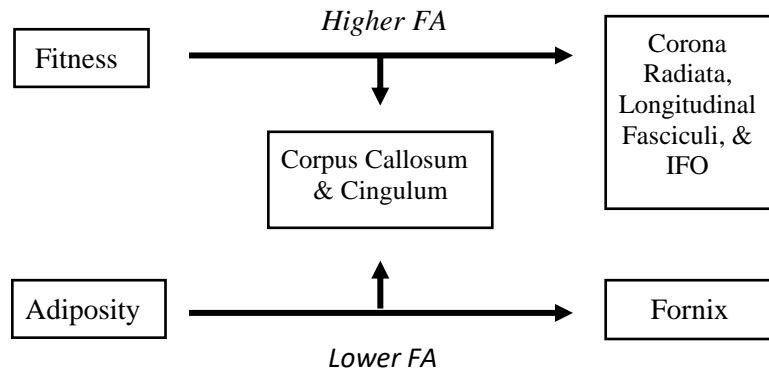 Higher FA
Fitness
Corona
Radiata,
Longitudinal
Fasciculi, &
IFO
Corpus Callosum
& Cingulum
Adiposity
Fornix
Lower FA